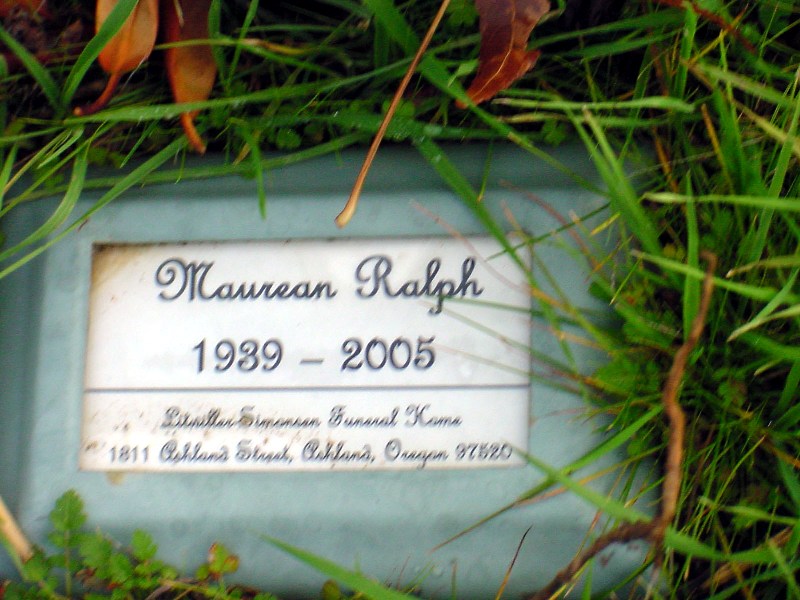 Maurean Ralph
1939 – 2005
Litwiller-Simonsen Funeral Home
1811 Ashland Street, Ashland, Oregon 97520